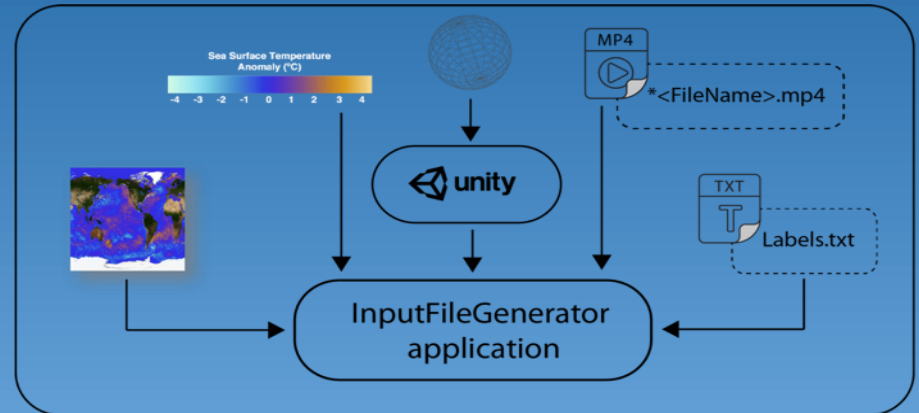 Sea Surface Temperature
Anomaly (°C)
-4 -3 -2 -1 0 1 2 3 4
MP4
*<FileName>.mp4
unity
TXT
T
Labels.txt
InputFileGenerator
application